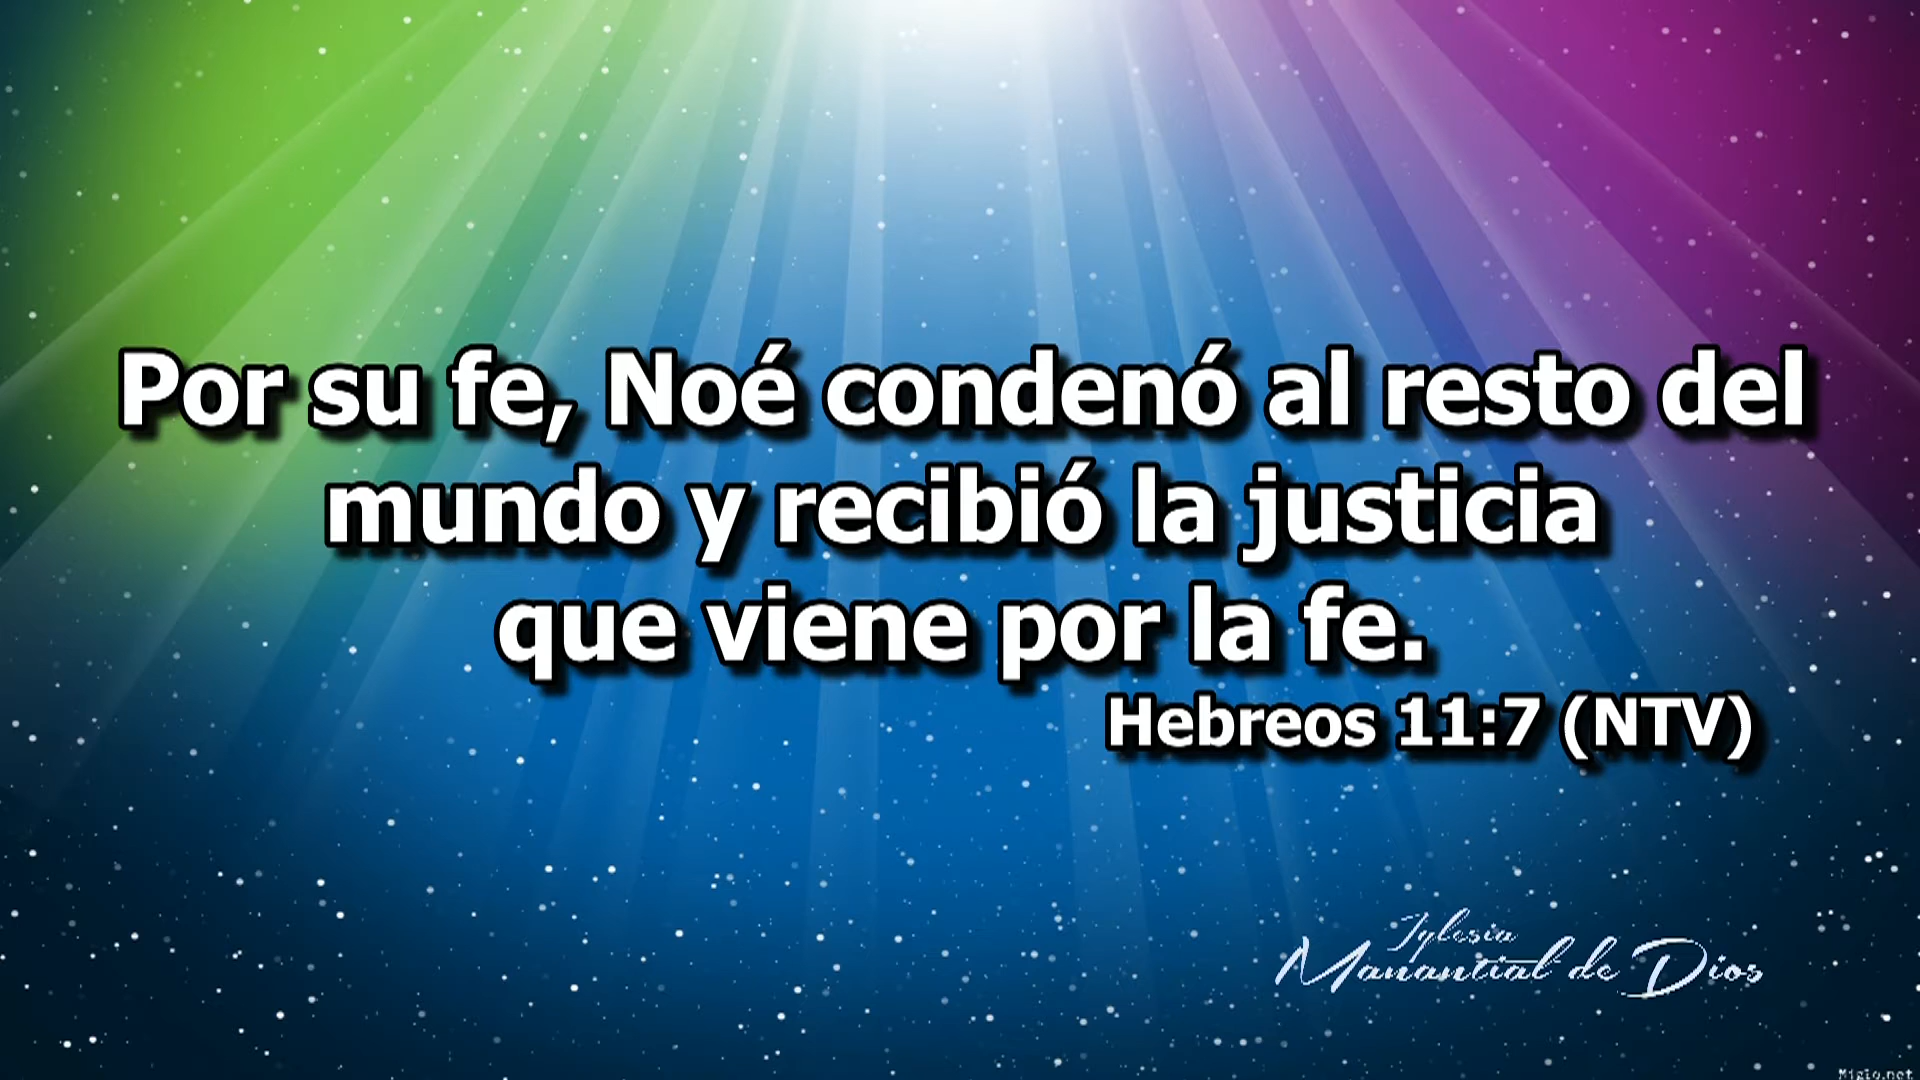 Por su fe, Noé condenó al resto del
mundo y recibió la justicia
que viene por la fe.
Hebreos 11:7 (NTV)
Iglesia
Manantial de Dios